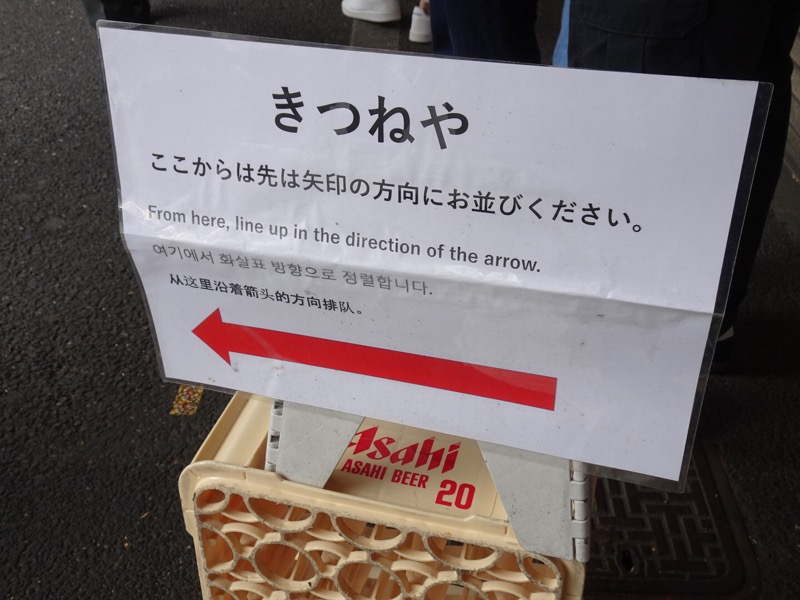 きつねや
ここからは先は矢印の方向にお並びください。
From here, line up in the direction of the arrow.
여기에서 화살표 방향으로 정렬합니다.
从这里沿着箭头的方向排队。
Asahi
ASAHI BEER 20